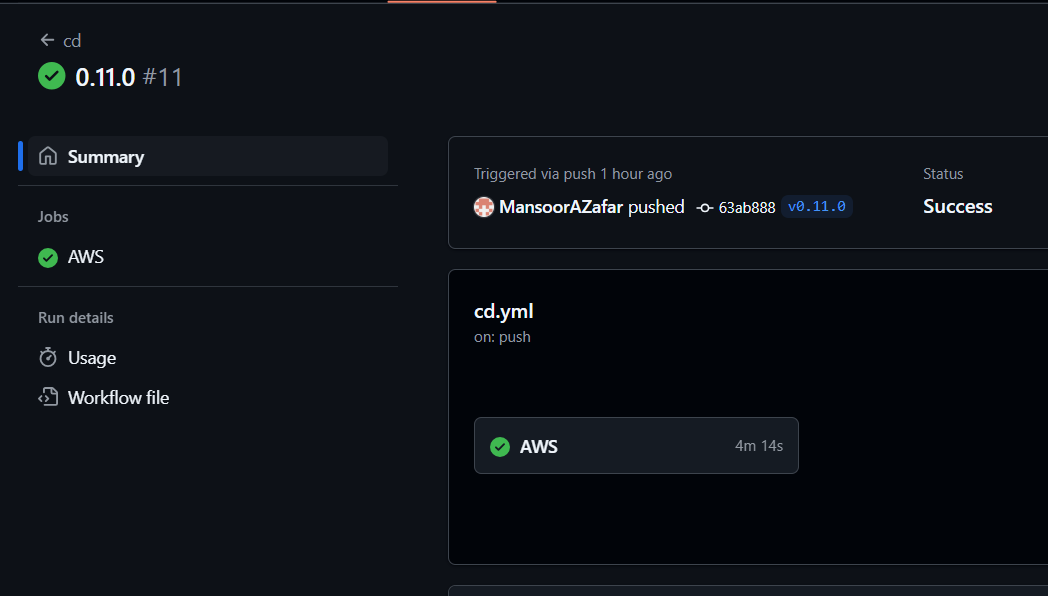 cd
0.11.0 #11
Summary
Jobs
AWS
Run details
Usage
Workflow file
Triggered via push 1 hour ago
MansoorAZafar pushed 63ab888 v0.11.0
Status
Success
cd.yml
on: push
AWS 4m 14s